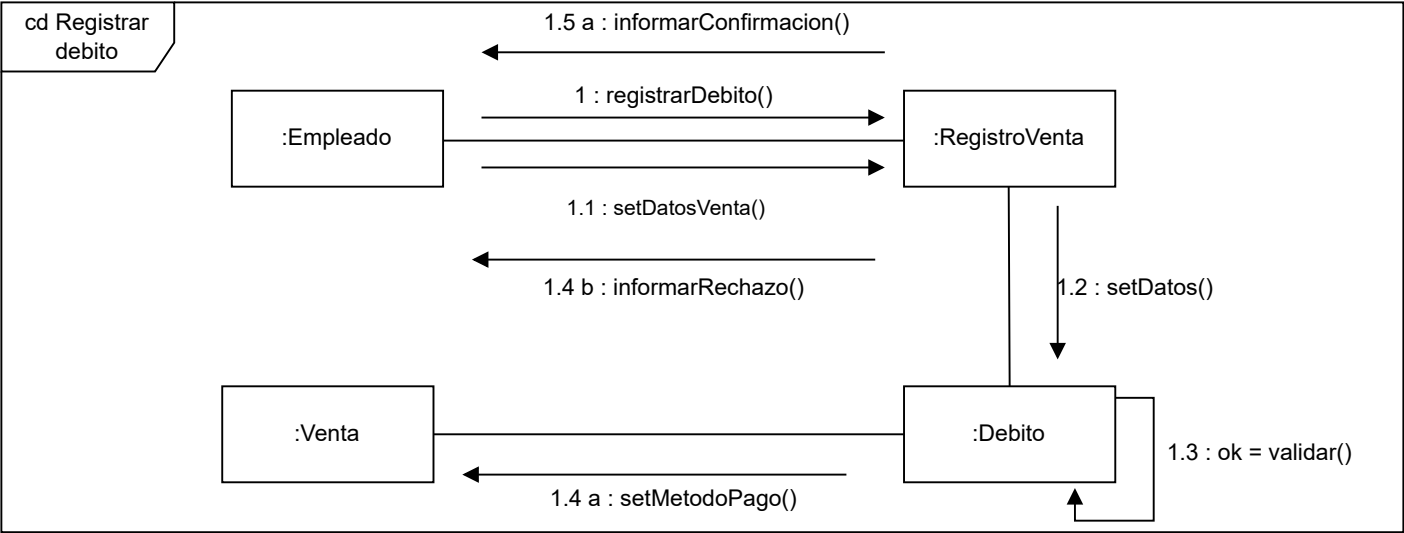 cd Registrar
debito
1.5 a : informarConfirmacion()
1 : registrarDebito()
:Empleado
:RegistroVenta
1.1 : setDatosVenta()
1.4 b : informarRechazo()
1.2 : setDatos()
:Venta
:Debito
1.3 : ok = validar()
1.4 a : setMetodoPago()